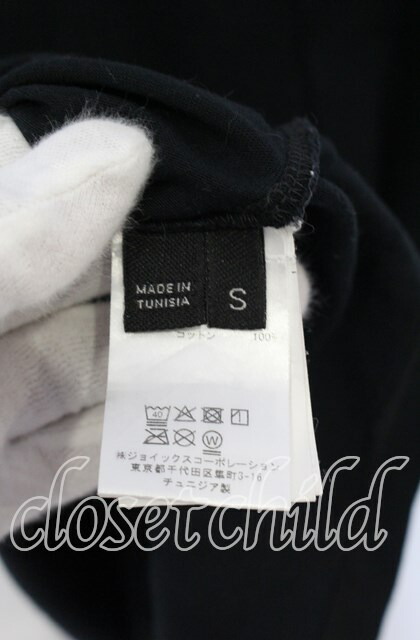 MADE IN
TUNISIA
S
コットン 100%
40
W
㈱ジョイックスコーポレーション
東京都千代田区隼町3-16
チュニジア製
closet child